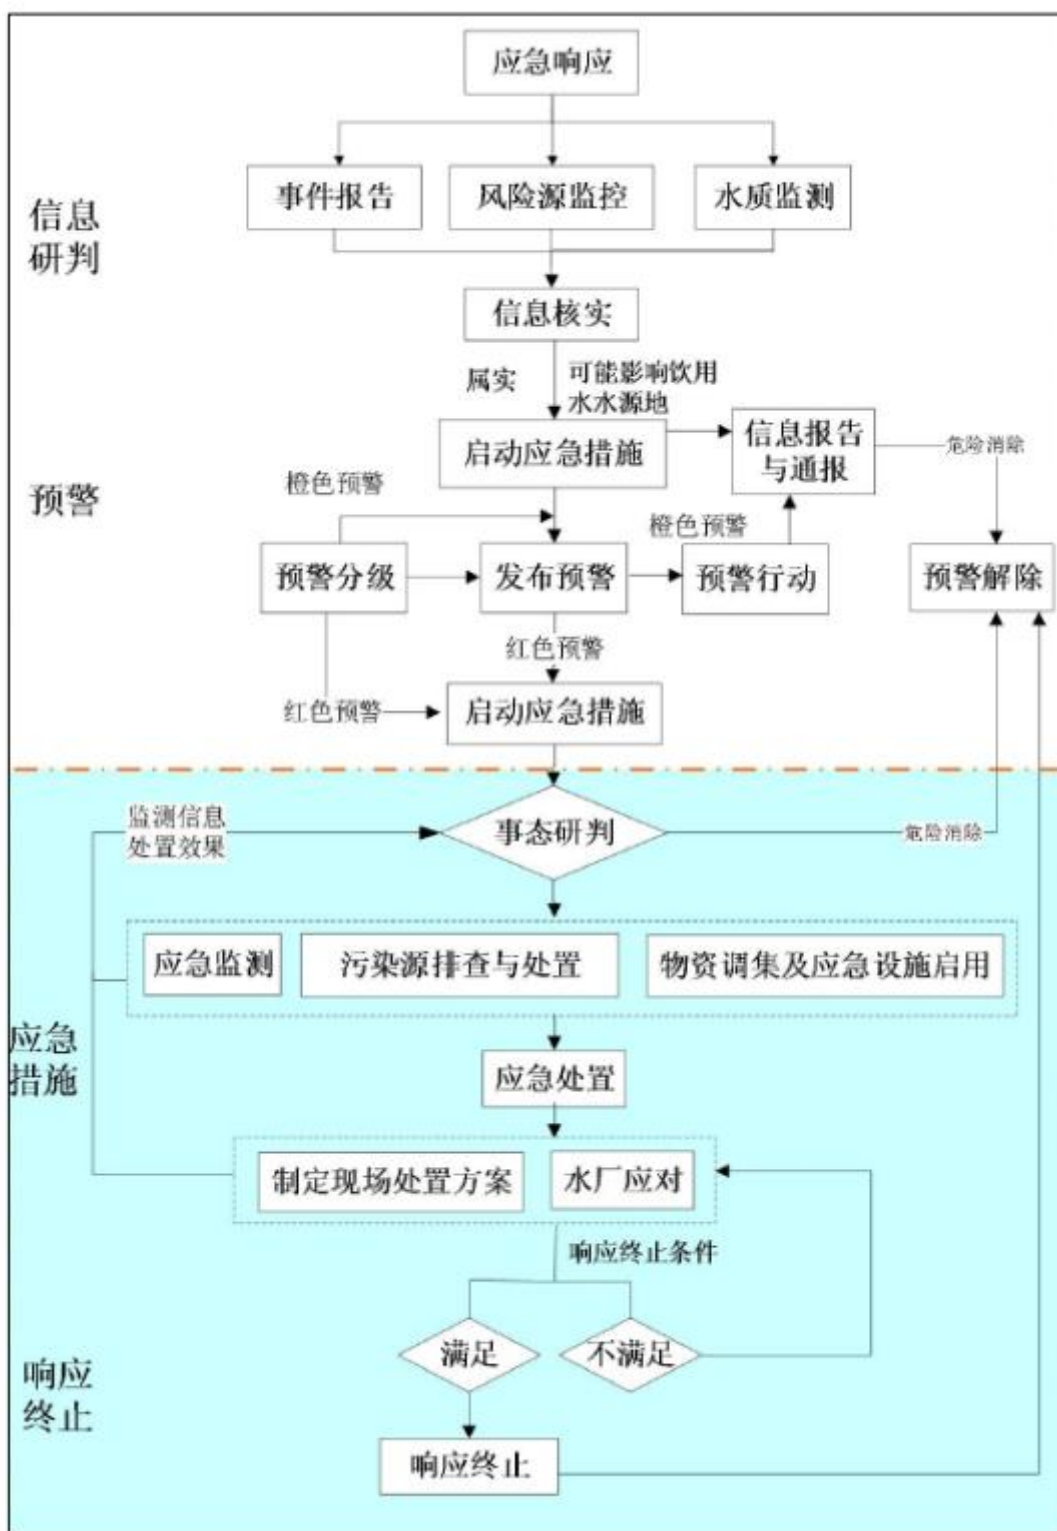 应急响应
事件报告
风险源监控
水质监测
信息
研判
信息核实
属实
可能影响饮用
水水源地
启动应急措施
信息报告
与通报
危险消除
预警
橙色预警
橙色预警
预警分级
发布预警
预警行动
预警解除
红色预警
红色预警
启动应急措施
监测信息
处置效果
事态研判
危险消除
应急监测
污染源排查与处置
物资调集及应急设施启用
应急
措施
应急处置
制定现场处置方案
水厂应对
响应终止条件
满足
不满足
响应
终止
响应终止